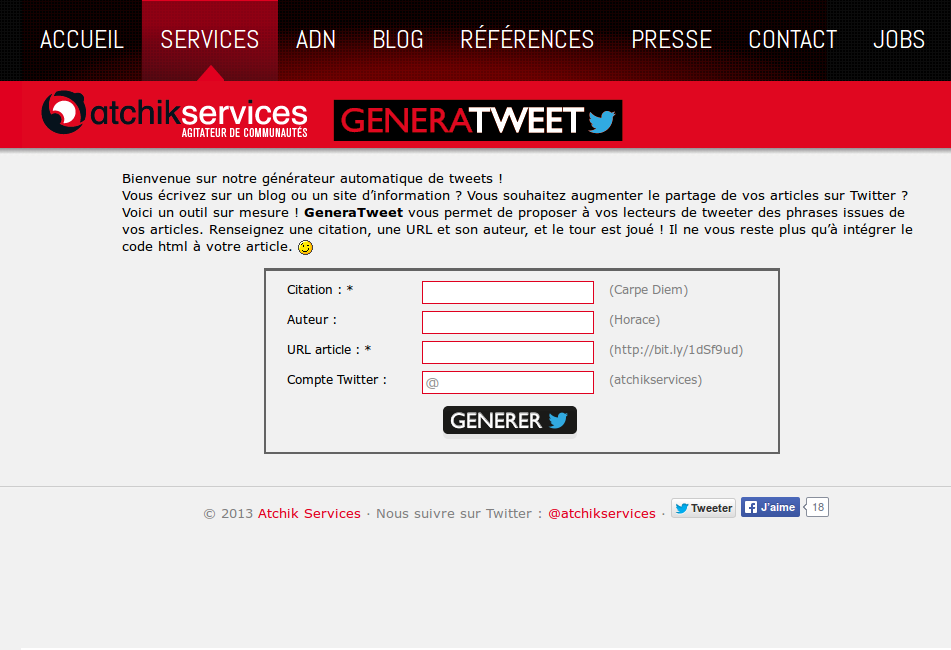 ACCUEIL SERVICES ADN BLOG RÉFÉRENCES PRESSE CONTACT JOBS
atchikservices
AGITATEUR DE COMMUNAUTÉS
GENERATWEET
Bienvenue sur notre générateur automatique de tweets !
Vous écrivez sur un blog ou un site d’information ? Vous souhaitez augmenter le partage de vos articles sur Twitter ?
Voici un outil sur mesure ! GeneraTweet vous permet de proposer à vos lecteurs de tweeter des phrases issues de
vos articles. Renseignez une citation, une URL et son auteur, et le tour est joué ! Il ne vous reste plus qu’à intégrer le
code html à votre article.
Citation : * (Carpe Diem)
Auteur : (Horace)
URL article : * (http://bit.ly/1dSf9ud)
Compte Twitter : @ (atchikservices)
GENERER
© 2013 Atchik Services · Nous suivre sur Twitter : @atchikservices · Tweeter J’aime 18